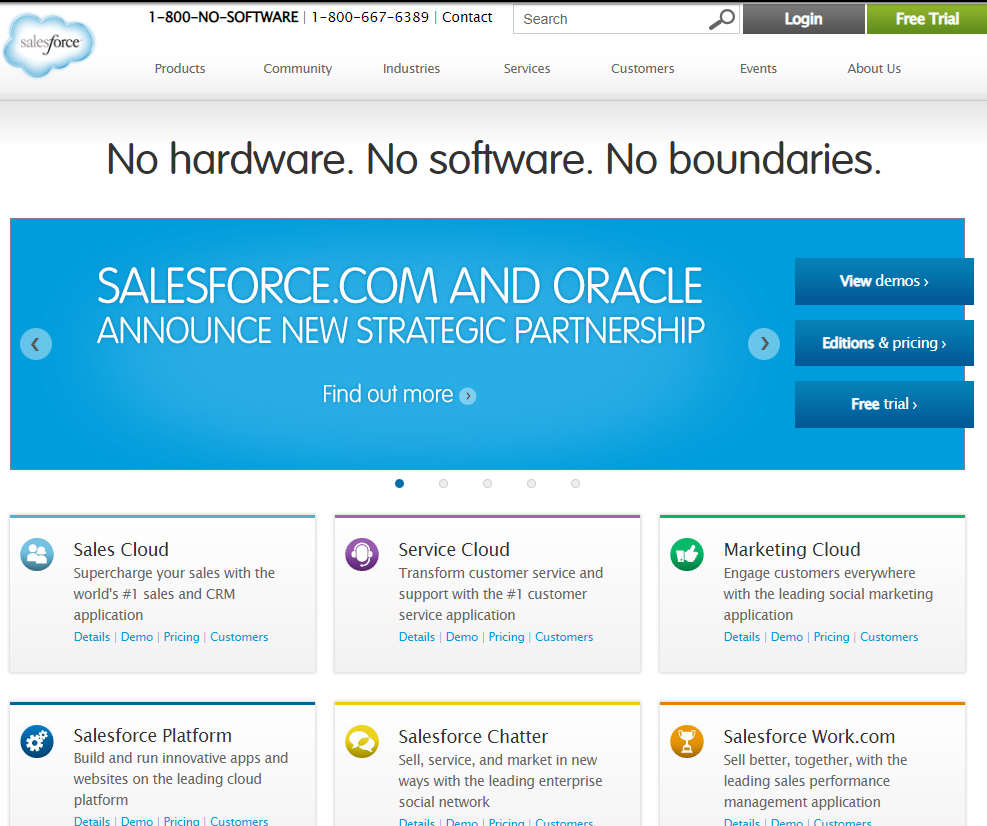 1-800-NO-SOFTWARE | 1-800-667-6389 | Contact
Search
Login
Free Trial
salesforce
Products Community Industries Services Customers Events About Us
No hardware. No software. No boundaries.
SALESFORCE.COM AND ORACLE
ANNOUNCE NEW STRATEGIC PARTNERSHIP
Find out more ›
View demos ›
Editions & pricing ›
Free trial ›
Sales Cloud
Supercharge your sales with the
world's #1 sales and CRM
application
Details | Demo | Pricing | Customers
Service Cloud
Transform customer service and
support with the #1 customer
service application
Details | Demo | Pricing | Customers
Marketing Cloud
Engage customers everywhere
with the leading social marketing
application
Details | Demo | Pricing | Customers
Salesforce Platform
Build and run innovative apps and
websites on the leading cloud
platform
Details | Demo | Pricing | Customers
Salesforce Chatter
Sell, service, and market in new
ways with the leading enterprise
social network
Details | Demo | Pricing | Customers
Salesforce Work.com
Sell better, together, with the
leading sales performance
management application
Details | Demo | Customers